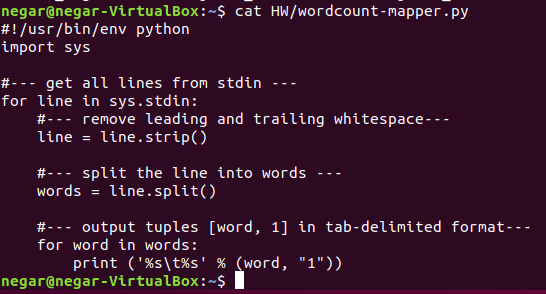 negar@negar-VirtualBox:~$ cat HW/wordcount-mapper.py
#!/usr/bin/env python
import sys

#--- get all lines from stdin ---
for line in sys.stdin:
    #--- remove leading and trailing whitespace---
    line = line.strip()

    #--- split the line into words ---
    words = line.split()

    #--- output tuples [word, 1] in tab-delimited format---
    for word in words:
        print ('%s\t%s' % (word, "1"))
negar@negar-VirtualBox:~$